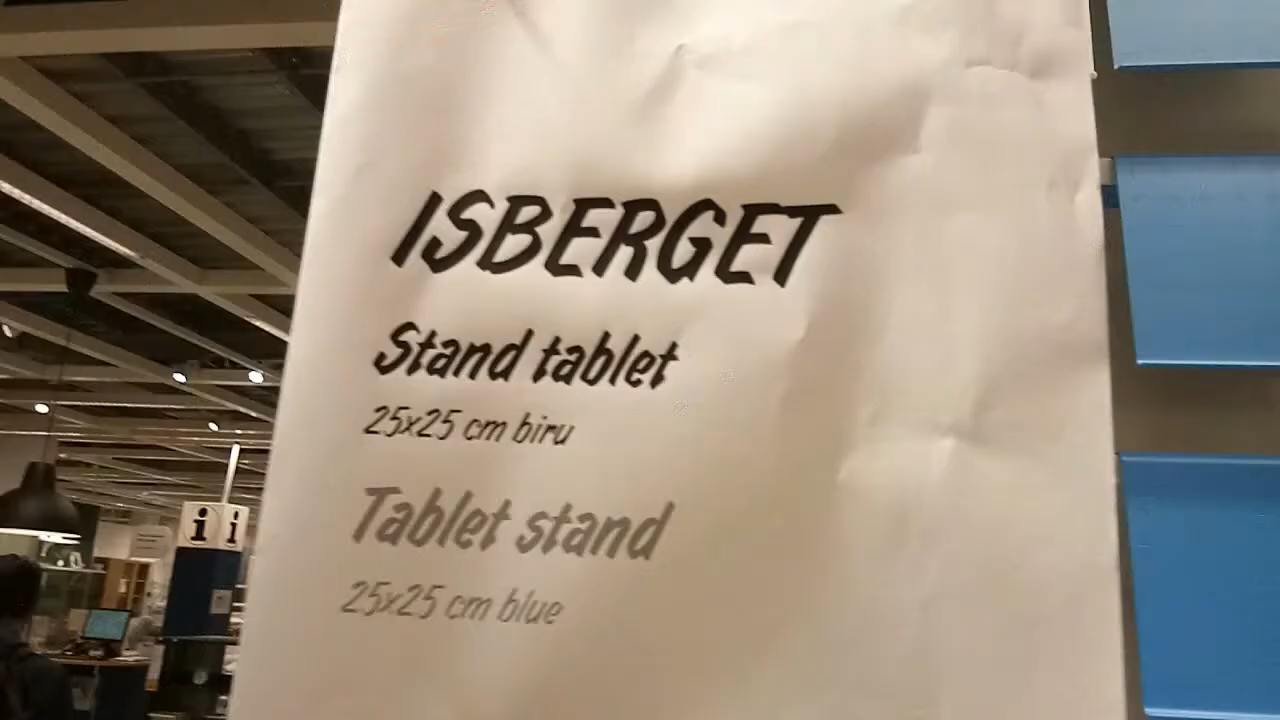 ISBERGET
Stand tablet
25x25 cm biru
Tablet stand
25x25 cm blue
i i